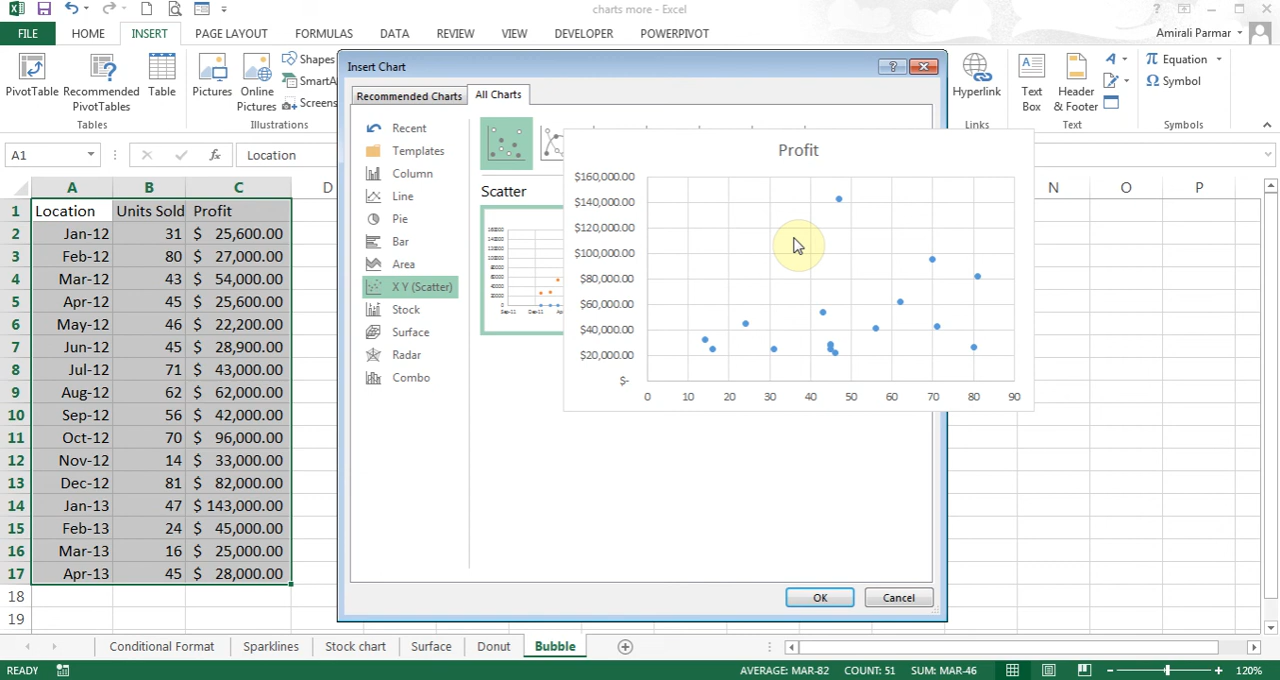 charts more - Excel
FILE HOME INSERT PAGE LAYOUT FORMULAS DATA REVIEW VIEW DEVELOPER POWERPIVOT
Amirali Parmar
PivotTable Recommended PivotTables Table
Tables
Pictures Online Pictures
Shapes
SmartA
Screens
Illustrations
Hyperlink
Links
Text Box
Header & Footer
Text
Equation
Symbol
Symbols
A1
fx
Location
Insert Chart
Recommended Charts
All Charts
Recent
Templates
Column
Line
Pie
Bar
Area
X Y (Scatter)
Stock
Surface
Radar
Combo
Scatter
Profit
$160,000.00
$140,000.00
$120,000.00
$100,000.00
$80,000.00
$60,000.00
$40,000.00
$20,000.00
$-
0 10 20 30 40 50 60 70 80 90
OK
Cancel
A B C D N O P
1 Location Units Sold Profit
2 Jan-12 31 $ 25,600.00
3 Feb-12 80 $ 27,000.00
4 Mar-12 43 $ 54,000.00
5 Apr-12 45 $ 25,600.00
6 May-12 46 $ 22,200.00
7 Jun-12 45 $ 28,900.00
8 Jul-12 71 $ 43,000.00
9 Aug-12 62 $ 62,000.00
10 Sep-12 56 $ 42,000.00
11 Oct-12 70 $ 96,000.00
12 Nov-12 14 $ 33,000.00
13 Dec-12 81 $ 82,000.00
14 Jan-13 47 $ 143,000.00
15 Feb-13 24 $ 45,000.00
16 Mar-13 16 $ 25,000.00
17 Apr-13 45 $ 28,000.00
18
19
Conditional Format Sparklines Stock chart Surface Donut Bubble
READY
AVERAGE: MAR-82 COUNT: 51 SUM: MAR-46
120%